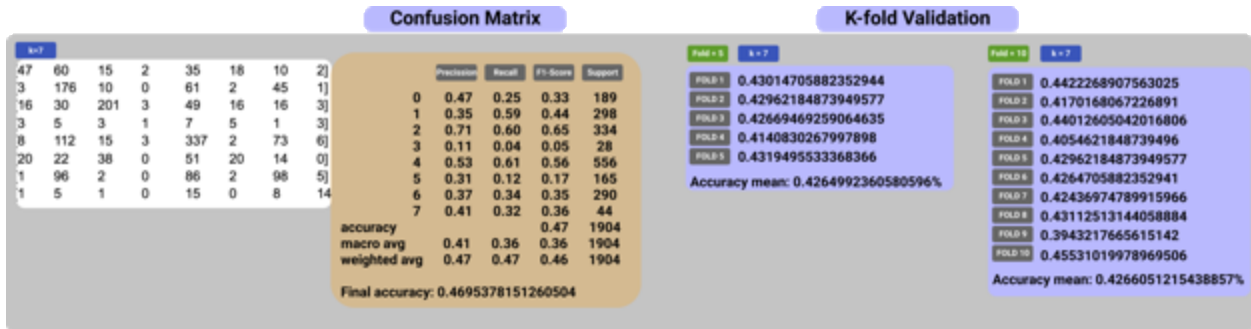 Confusion Matrix
k=7
[47 60 15 2 35 18 10 2]
[3 176 10 0 61 2 45 1]
[16 30 201 3 49 16 16 3]
[3 5 3 1 7 5 1 3]
[8 112 15 3 337 2 73 6]
[20 22 38 0 51 20 14 0]
[1 96 2 0 86 2 98 5]
[1 5 1 0 15 0 8 14
Precission Recall F1-Score Support
0 0.47 0.25 0.33 189
1 0.35 0.59 0.44 298
2 0.71 0.60 0.65 334
3 0.11 0.04 0.05 28
4 0.53 0.61 0.56 556
5 0.31 0.12 0.17 165
6 0.37 0.34 0.35 290
7 0.41 0.32 0.36 44
accuracy 0.47 1904
macro avg 0.41 0.36 0.36 1904
weighted avg 0.47 0.47 0.46 1904
Final accuracy: 0.4695378151260504
K-fold Validation
Fold = 5 k = 7
FOLD 1 0.43014705882352944
FOLD 2 0.42962184873949577
FOLD 3 0.42669469259064635
FOLD 4 0.4140830267997898
FOLD 5 0.4319495533368366
Accuracy mean: 0.4264992360580596%
Fold = 10 k = 7
FOLD 1 0.4422268907563025
FOLD 2 0.4170168067226891
FOLD 3 0.44012605042016806
FOLD 4 0.4054621848739496
FOLD 5 0.42962184873949577
FOLD 6 0.4264705882352941
FOLD 7 0.42436974789915966
FOLD 8 0.43112513144058884
FOLD 9 0.3943217665615142
FOLD 10 0.45531019978969506
Accuracy mean: 0.4266051215438857%